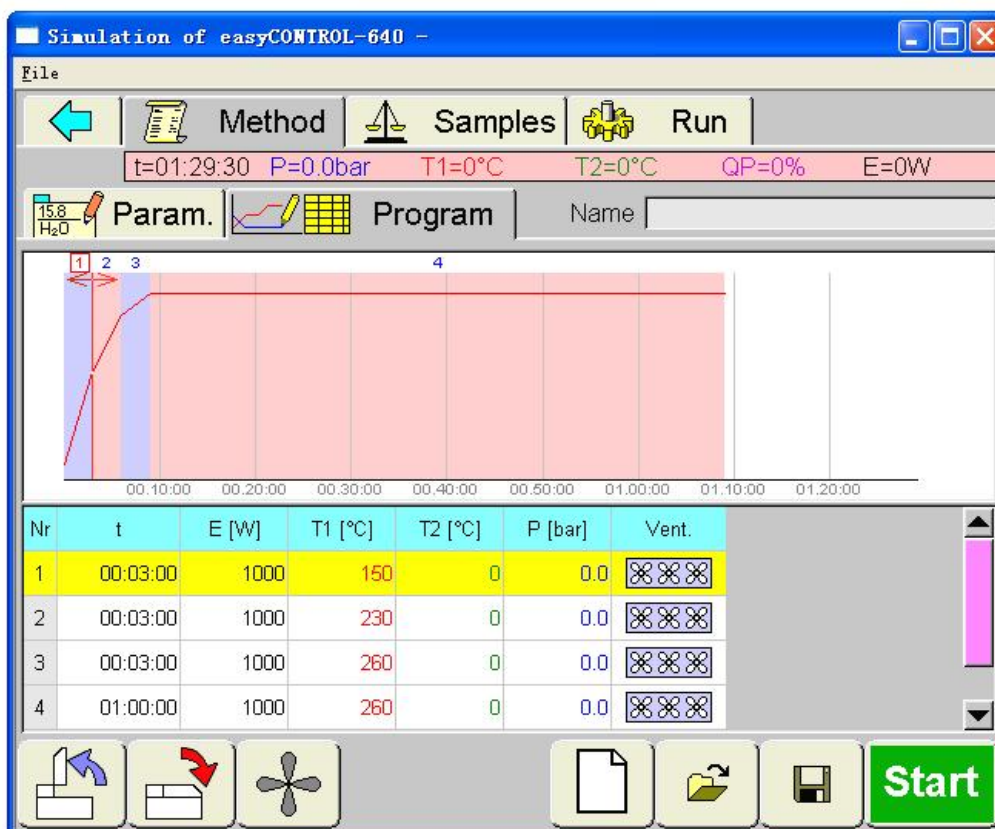 Simulation of easyCONTROL-640 -
File
Method Samples Run
t=01:29:30 P=0.0bar T1=0°C T2=0°C QP=0% E=0W
15.8 H₂O Param. Program Name
1 2 3 4
00.10:00 00.20:00 00.30:00 00.40:00 00.50:00 01.00:00 01.10:00 01.20:00
Nr t E [W] T1 [°C] T2 [°C] P [bar] Vent.
1 00:03:00 1000 150 0 0.0
2 00:03:00 1000 230 0 0.0
3 00:03:00 1000 260 0 0.0
4 01:00:00 1000 260 0 0.0
Start